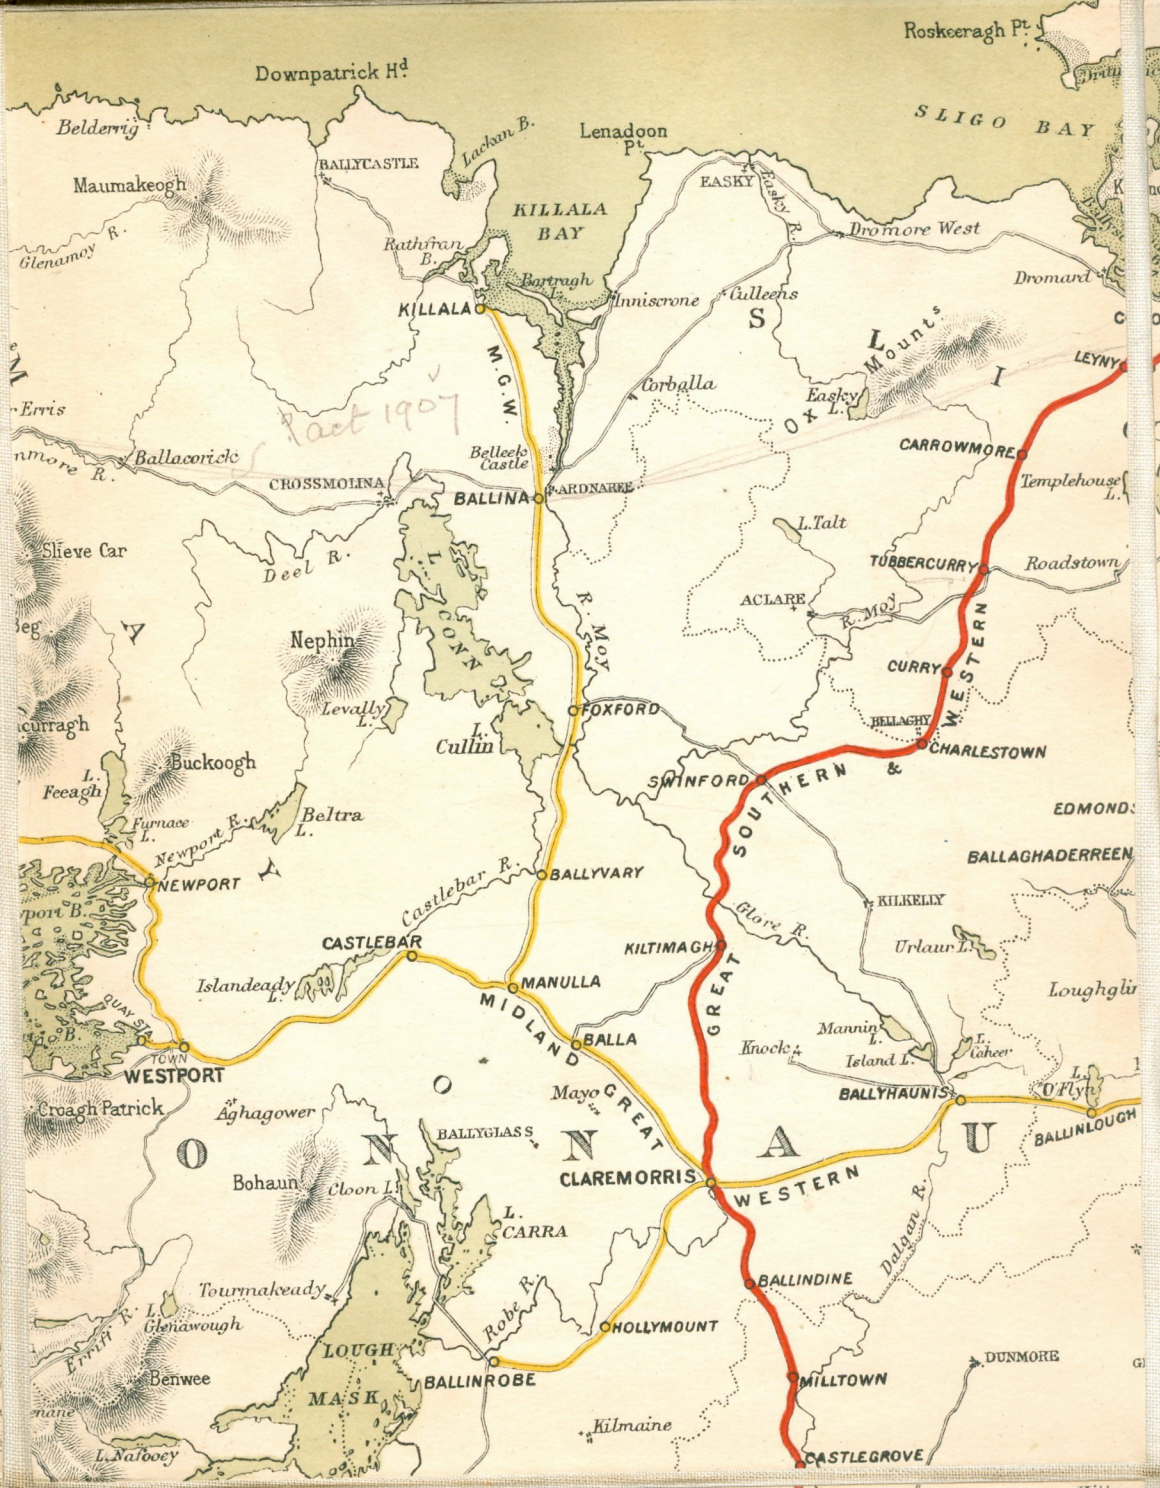 Roskeeragh Pt.
Downpatrick Hd.
SLIGO BAY
Belderrig
Lackan B.
Lenadoon
Pt.
BALLYCASTLE
Maumakeogh
EASKY
Easky R.
KILLALA
BAY
Glenamoy R.
Rathfran
B.
Dromore West
Bartragh
I.
Dromard
KILLALA
Inniscrone
Culleens
S L I
M.G.W.
Ox Mounts
LEYNY
Corballa
Easky
L.
Pact 1907
Erris
Belleek
Castle
CARROWMORE
Ballacorick
R.
CROSSMOLINA
BALLINA
ARDNAREE
Templehouse
L.
L. Talt
Slieve Car
Deel R.
TUBBERCURRY
Roadstown
L. CONN
ACLARE
R. Moy
R. Moy
Nephin
CURRY
Levally
L.
FOXFORD
BELLAGHY
L.
Cullin
CHARLESTOWN
Buckoogh
SWINFORD
GREAT SOUTHERN & WESTERN
L.
Feeagh
Furnace
L.
Newport R.
Beltra
L.
BALLAGHADERREEN
NEWPORT
Castlebar R.
BALLYVARY
KILKELLY
Glore R.
CASTLEBAR
KILTIMAGH
Urlaur L.
Islandeady
L.
MANULLA
QUAY STA.
MIDLAND GREAT WESTERN
BALLA
Mannin
L.
Island L.
L.
Caheer
Knock
TOWN
WESTPORT
Mayo
BALLYHAUNIS
L.
O'Flyn
Croagh Patrick
Aghagower
BALLINLOUGH
BALLYGLASS
O N N A U
Bohaun
Cloon L.
CLAREMORRIS
L.
CARRA
Dalgan R.
Tourmakeady
BALLINDINE
L.
Glenawough
Robe R.
HOLLYMOUNT
Erriff R.
LOUGH
MASK
BALLINROBE
Benwee
DUNMORE
MILLTOWN
Kilmaine
L. Nafooey
CASTLEGROVE